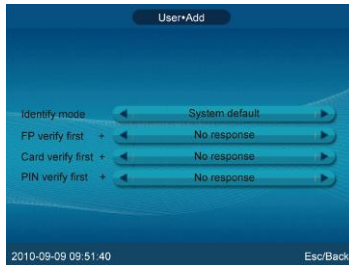 User•Add
Identify mode System default
FP verify first + No response
Card verify first + No response
PIN verify first + No response
2010-09-09 09:51:40 Esc/Back